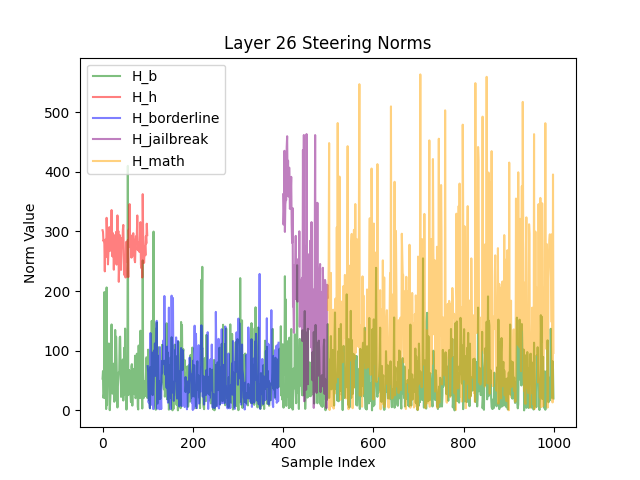 Layer 26 Steering Norms
H_b
H_h
H_borderline
H_jailbreak
H_math
Norm Value
500
400
300
200
100
0
0
200
400
600
800
1000
Sample Index